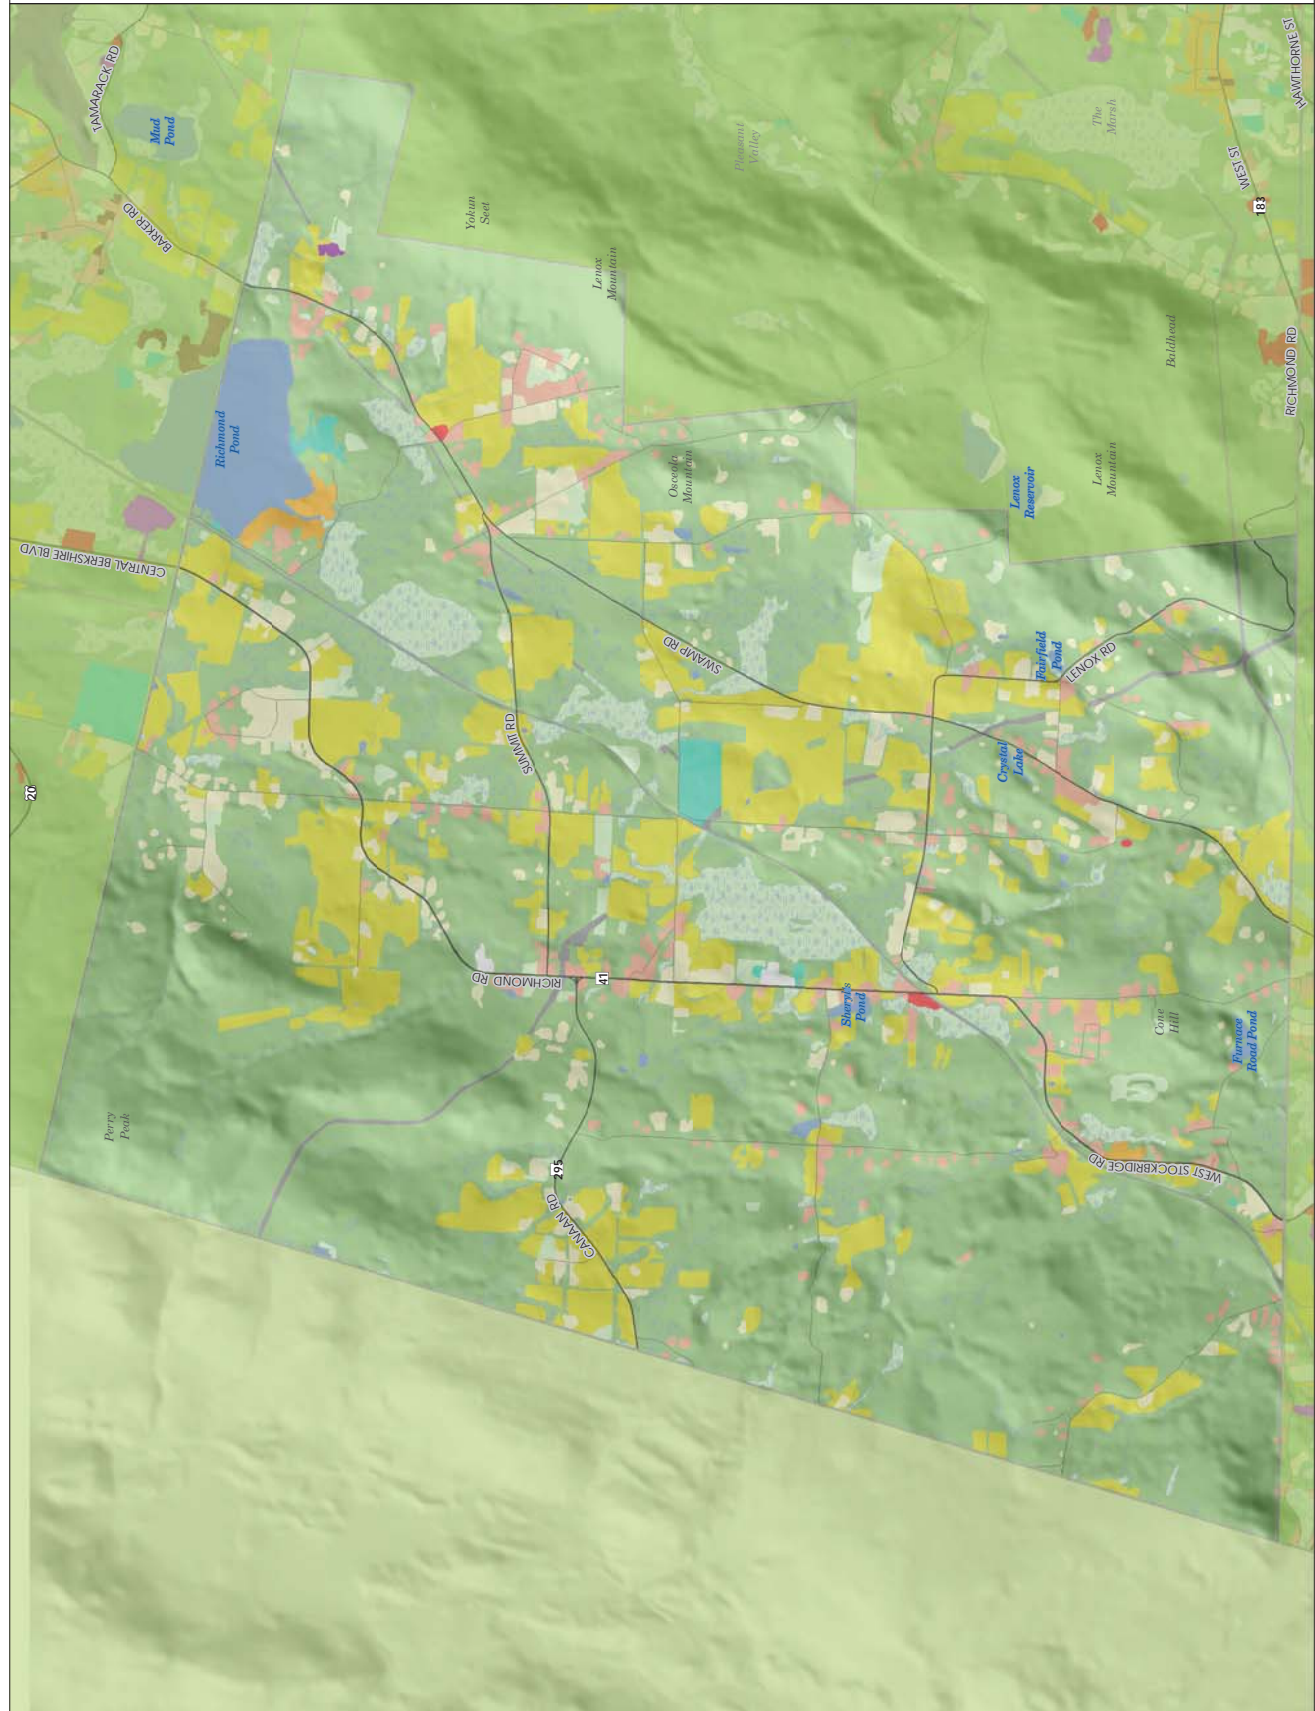 TAMARACK RD
HAWTHORNE ST
Mud
Pond
The
Marsh
Pleasant
Valley
WEST ST
BARKER RD
183
Yokun
Seet
Lenox
Mountain
Baldhead
RICHMOND RD
Richmond
Pond
Osceola
Mountain
Lenox
Mountain
Lenox
Reservoir
CENTRAL BERKSHIRE BLVD
SWAMP RD
Fairfield
Pond
LENOX RD
SUMMIT RD
Crystal
Lake
20
RICHMOND RD
41
Sheryl's
Pond
Cone
Hill
Furnace
Road Pond
Perry
Peak
295
WEST STOCKBRIDGE RD
CANAAN RD